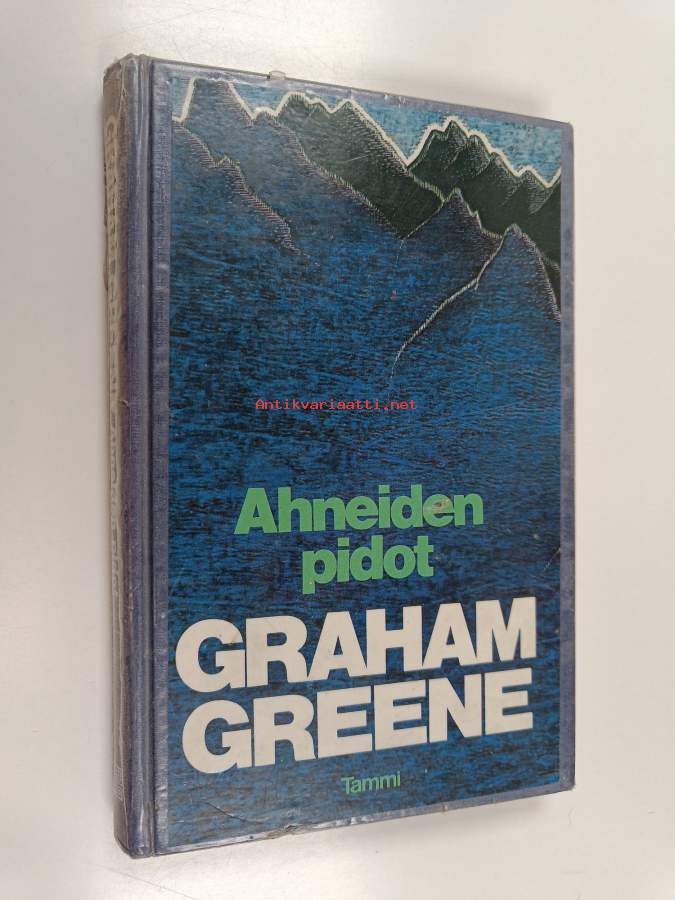 Antikvariaatti.net
Ahneiden
pidot
GRAHAM
GREENE
Tammi